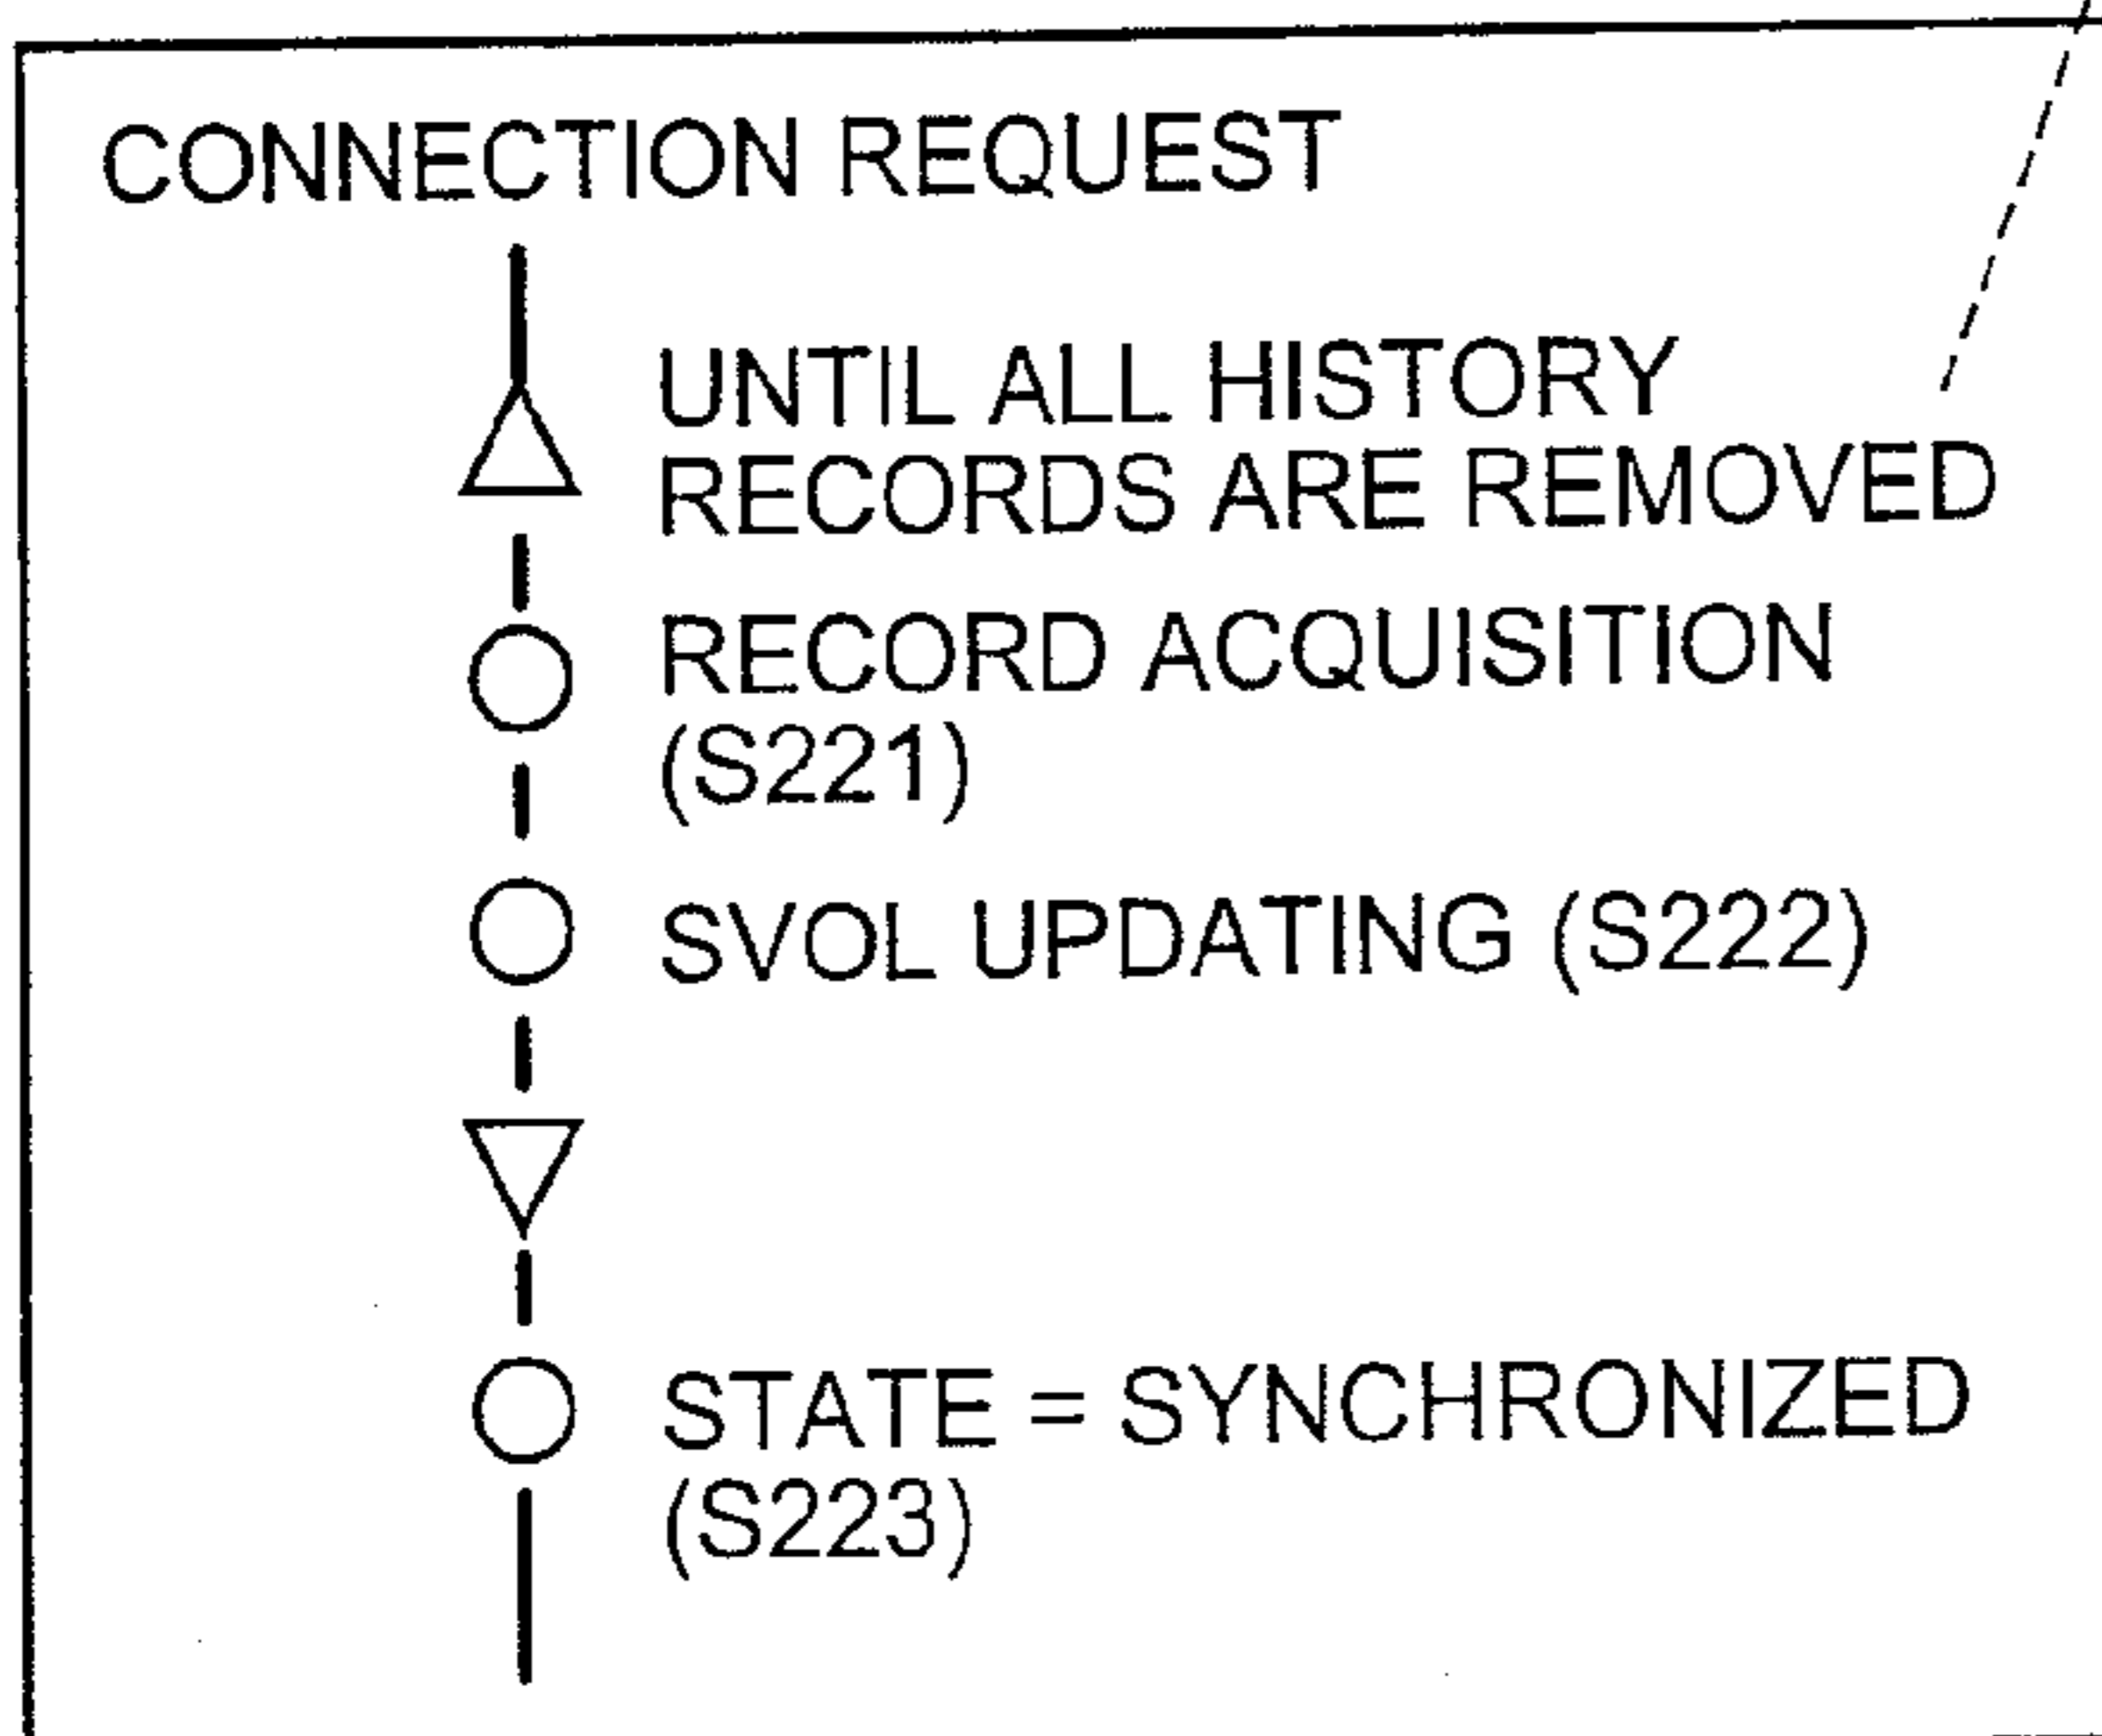 CONNECTION REQUEST
UNTIL ALL HISTORY
RECORDS ARE REMOVED
RECORD ACQUISITION
(S221)
SVOL UPDATING (S222)
STATE = SYNCHRONIZED
(S223)